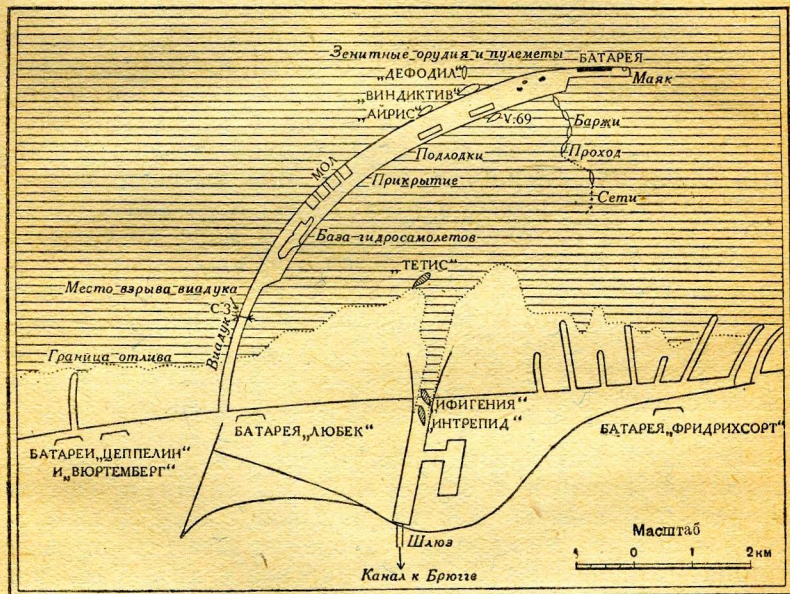 Зенитные орудия и пулеметы
БАТАРЕЯ
Маяк
„ДЕФОДИЛ“
„ВИНДИКТИВ“
„АЙРИС“
V.69
Баржи
Подлодки
Проход
МОЛ
Прикрытие
Сети
База гидросамолетов
„ТЕТИС“
Место взрыва виадука
С 3
Виадук
Граница отлива
„ИФИГЕНИЯ“
„ИНТРЕПИД“
БАТАРЕЯ „ЛЮБЕК“
БАТАРЕЯ „ФРИДРИХСОРТ“
БАТАРЕИ „ЦЕППЕЛИН“
И „ВЮРТЕМБЕРГ“
Шлюз
Канал к Брюгге
Масштаб
1 0 1 2 км